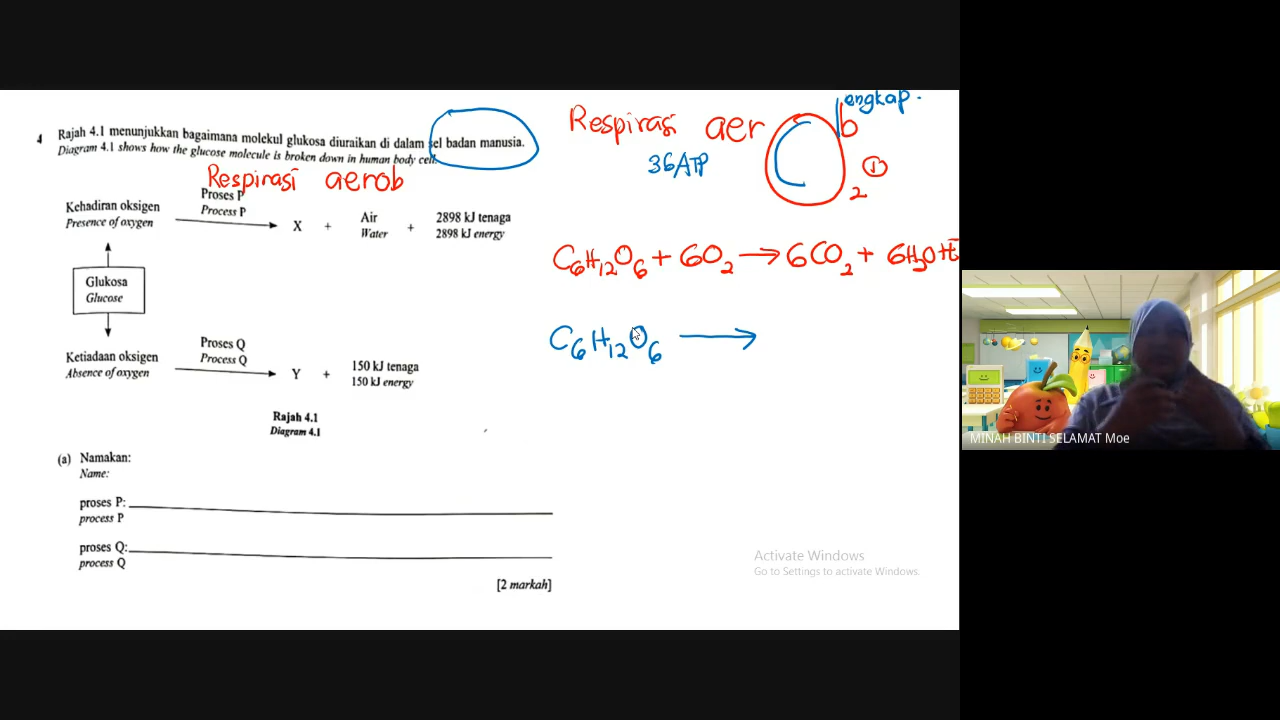 4 Rajah 4.1 menunjukkan bagaimana molekul glukosa diuraikan di dalam sel badan manusia.
Diagram 4.1 shows how the glucose molecule is broken down in human body cell.
Respirasi aerob
Kehadiran oksigen
Presence of oxygen
Proses P
Process P
X + Air + 2898 kJ tenaga
Water 2898 kJ energy
Glukosa
Glucose
Ketiadaan oksigen
Absence of oxygen
Proses Q
Process Q
Y + 150 kJ tenaga
150 kJ energy
Rajah 4.1
Diagram 4.1
(a) Namakan:
Name:
proses P:
process P
proses Q:
process Q
[2 markah]
engkap.
Respirasi aer b
36ATP
1
2
C6H12O6 + 6O2 → 6CO2 + 6H2O +
C6H12O6 →
Activate Windows
Go to Settings to activate Windows.
MINAH BINTI SELAMAT Moe